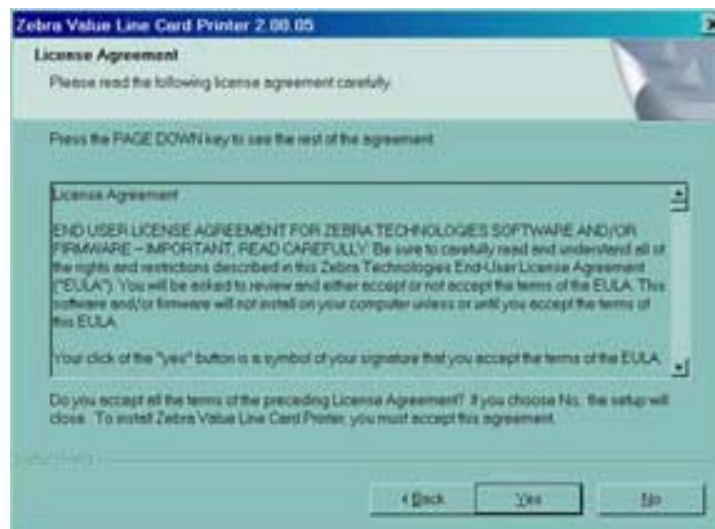 Zebra Value Line Card Printer 2.00.05
License Agreement
Please read the following license agreement carefully.
Press the PAGE DOWN key to see the rest of the agreement.
License Agreement
END USER LICENSE AGREEMENT FOR ZEBRA TECHNOLOGIES SOFTWARE AND/OR
FIRMWARE – IMPORTANT, READ CAREFULLY: Be sure to carefully read and understand all of
the rights and restrictions described in this Zebra Technologies End-User License Agreement
("EULA"). You will be asked to review and either accept or not accept the terms of the EULA. This
software and/or firmware will not install on your computer unless or until you accept the terms of
this EULA.
Your click of the "yes" button is a symbol of your signature that you accept the terms of the EULA.
Do you accept all the terms of the preceding License Agreement? If you choose No, the setup will
close. To install Zebra Value Line Card Printer, you must accept this agreement.
< Back
Yes
No